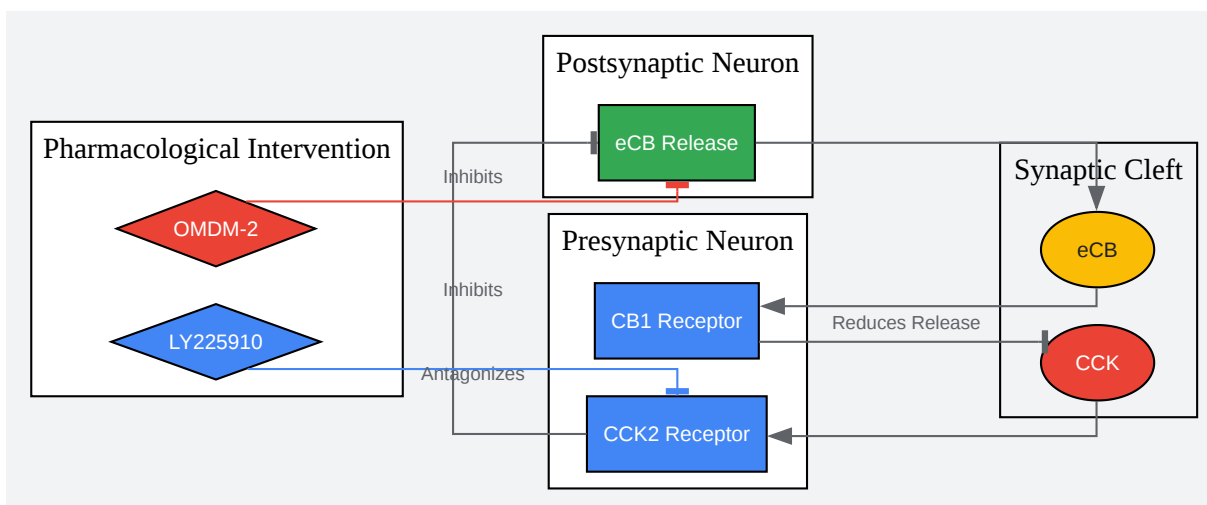 Postsynaptic Neuron
eCB Release
Pharmacological Intervention
OMDM-2
LY225910
Inhibits
Inhibits
Antagonizes
Presynaptic Neuron
CB1 Receptor
CCK2 Receptor
Reduces Release
Synaptic Cleft
eCB
CCK